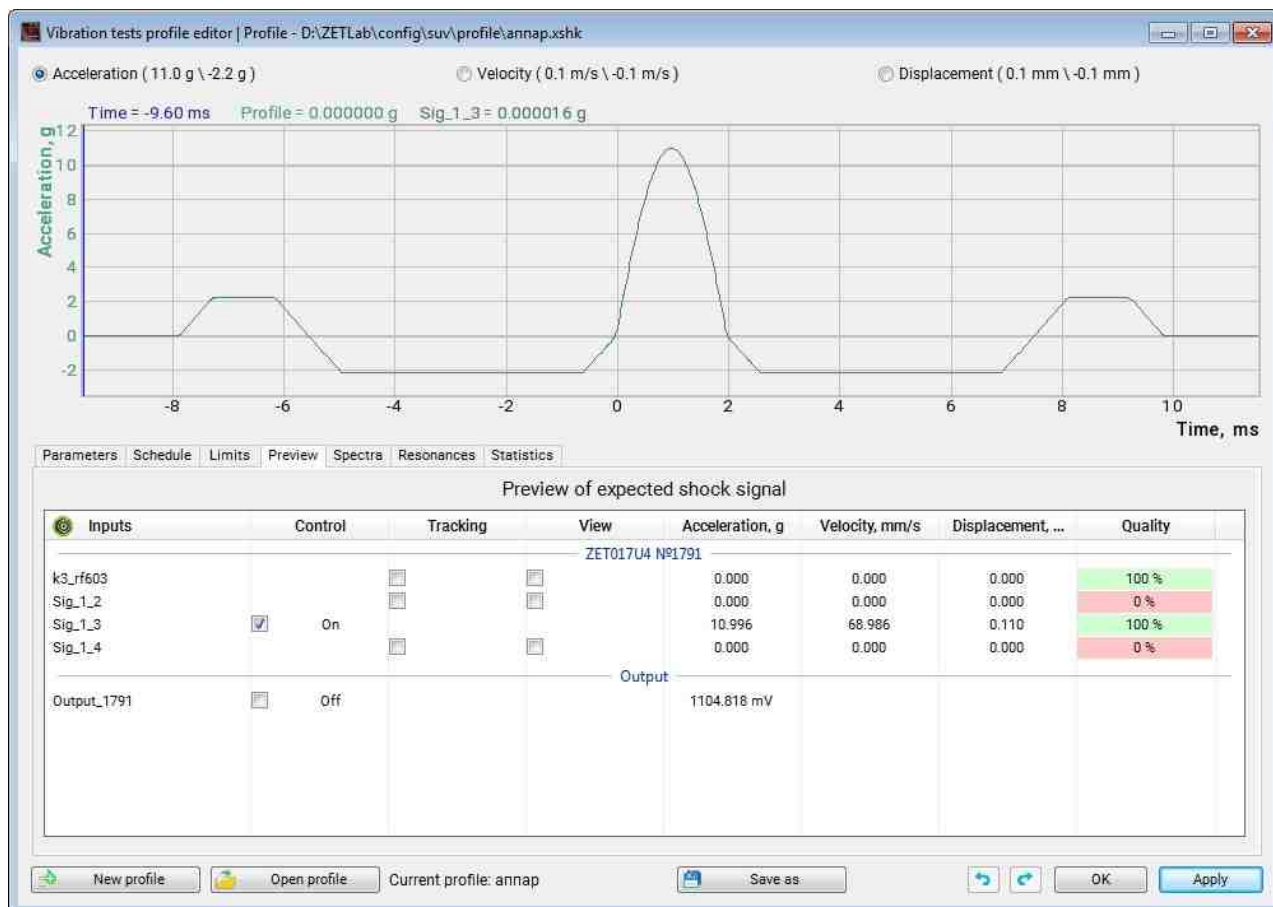 Vibration tests profile editor | Profile - D:\ZETLab\config\suv\profile\annap.xshk
Acceleration ( 11.0 g \ -2.2 g )
Velocity ( 0.1 m/s \ -0.1 m/s )
Displacement ( 0.1 mm \ -0.1 mm )
Time = -9.60 ms Profile = 0.000000 g Sig_1_3 = 0.000016 g
Acceleration, g
12
10
8
6
4
2
0
-2
-8 -6 -4 -2 0 2 4 6 8 10
Time, ms
Parameters Schedule Limits Preview Spectra Resonances Statistics
Preview of expected shock signal
Inputs Control Tracking View Acceleration, g Velocity, mm/s Displacement, ... Quality
ZET017U4 №1791
k3_rf603 0.000 0.000 0.000 100 %
Sig_1_2 0.000 0.000 0.000 0 %
Sig_1_3 On 10.996 68.986 0.110 100 %
Sig_1_4 0.000 0.000 0.000 0 %
Output
Output_1791 Off 1104.818 mV
New profile Open profile Current profile: annap Save as OK Apply